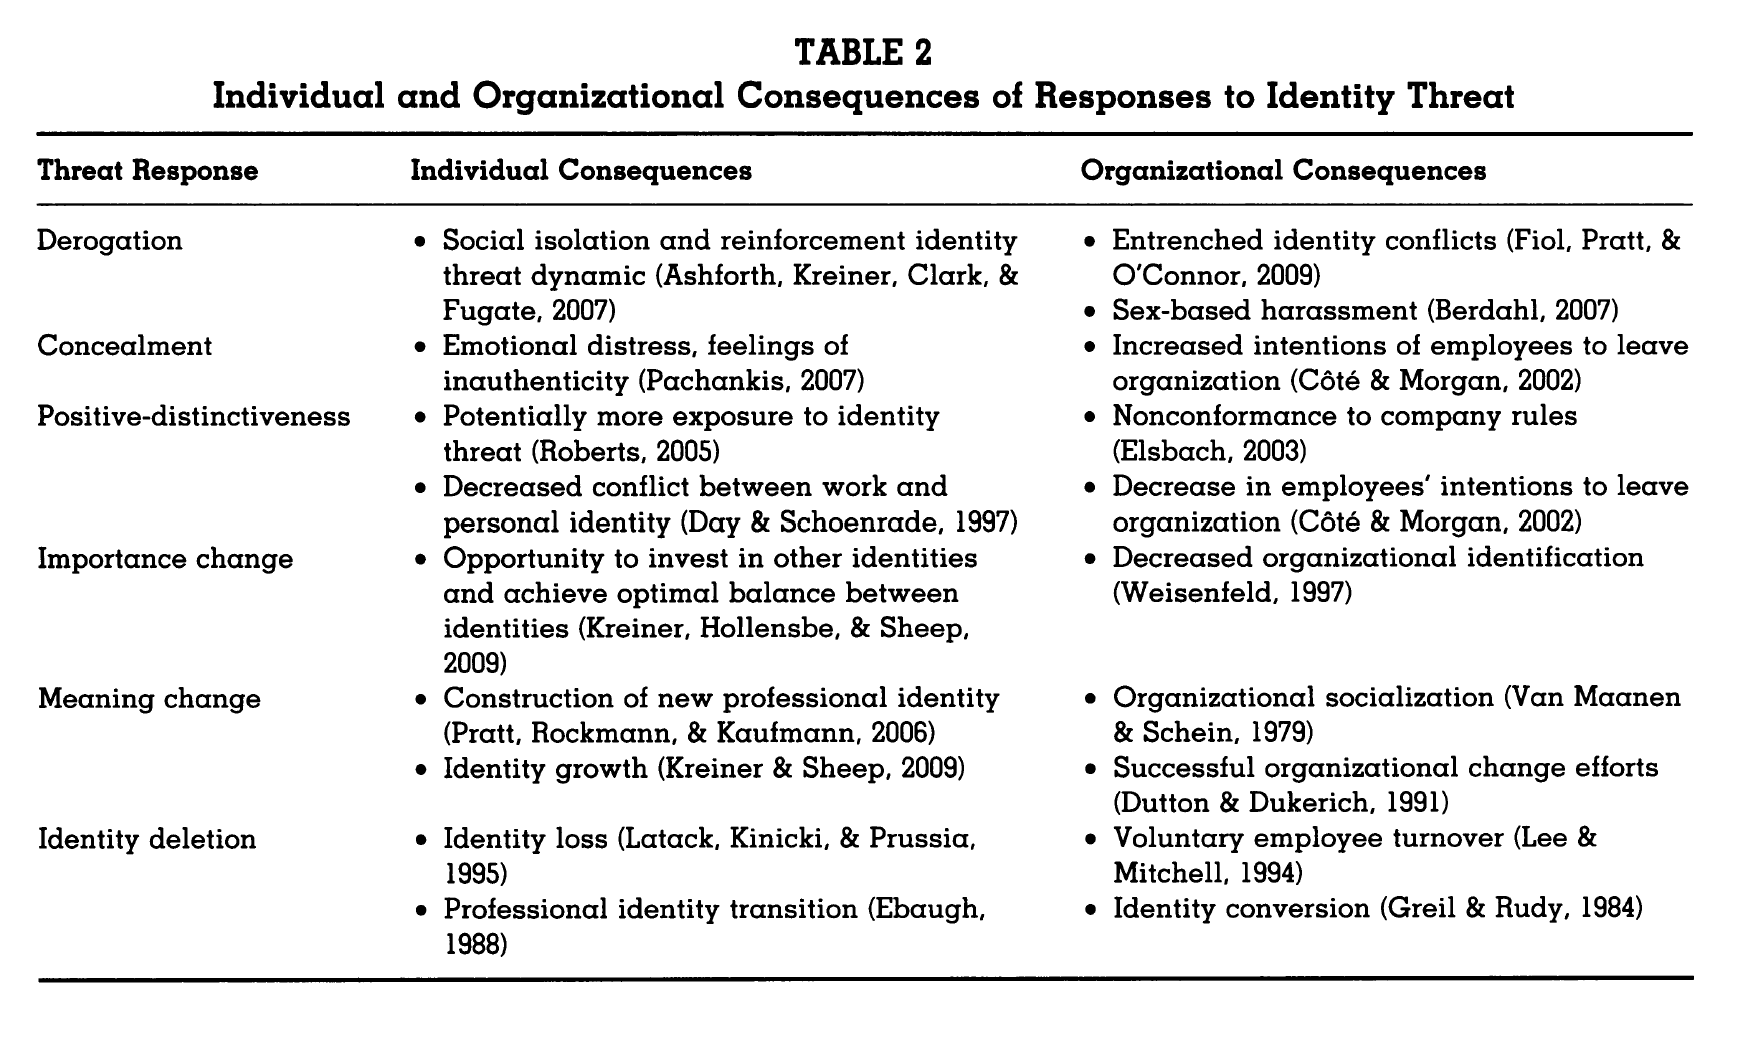 TABLE 2
Individual and Organizational Consequences of Responses to Identity Threat
Threat Response Individual Consequences Organizational Consequences
Derogation • Social isolation and reinforcement identity • Entrenched identity conflicts (Fiol, Pratt, &
threat dynamic (Ashforth, Kreiner, Clark, & O'Connor, 2009)
Fugate, 2007) • Sex-based harassment (Berdahl, 2007)
Concealment • Emotional distress, feelings of • Increased intentions of employees to leave
inauthenticity (Pachankis, 2007) organization (Côté & Morgan, 2002)
Positive-distinctiveness • Potentially more exposure to identity • Nonconformance to company rules
threat (Roberts, 2005) (Elsbach, 2003)
• Decreased conflict between work and • Decrease in employees' intentions to leave
personal identity (Day & Schoenrade, 1997) organization (Côté & Morgan, 2002)
Importance change • Opportunity to invest in other identities • Decreased organizational identification
and achieve optimal balance between (Weisenfeld, 1997)
identities (Kreiner, Hollensbe, & Sheep,
2009)
Meaning change • Construction of new professional identity • Organizational socialization (Van Maanen
(Pratt, Rockmann, & Kaufmann, 2006) & Schein, 1979)
• Identity growth (Kreiner & Sheep, 2009) • Successful organizational change efforts
(Dutton & Dukerich, 1991)
Identity deletion • Identity loss (Latack, Kinicki, & Prussia, • Voluntary employee turnover (Lee &
1995) Mitchell, 1994)
• Professional identity transition (Ebaugh, • Identity conversion (Greil & Rudy, 1984)
1988)